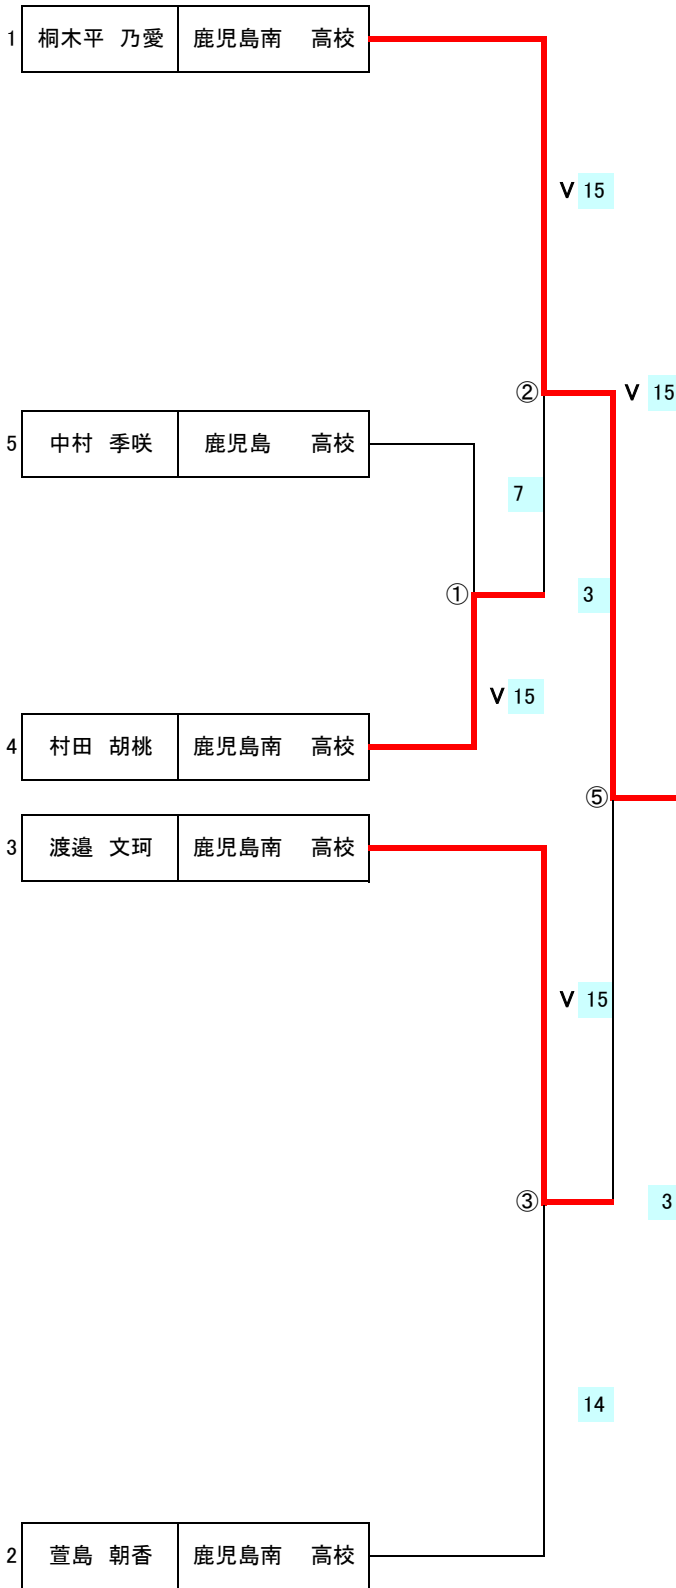 1 桐木平 乃愛 鹿児島南 高校
V 15
② V 15
5 中村 季咲 鹿児島 高校
7
① 3
V 15
4 村田 胡桃 鹿児島南 高校
⑤
3 渡邉 文珂 鹿児島南 高校
V 15
③ 3
14
2 萱島 朝香 鹿児島南 高校